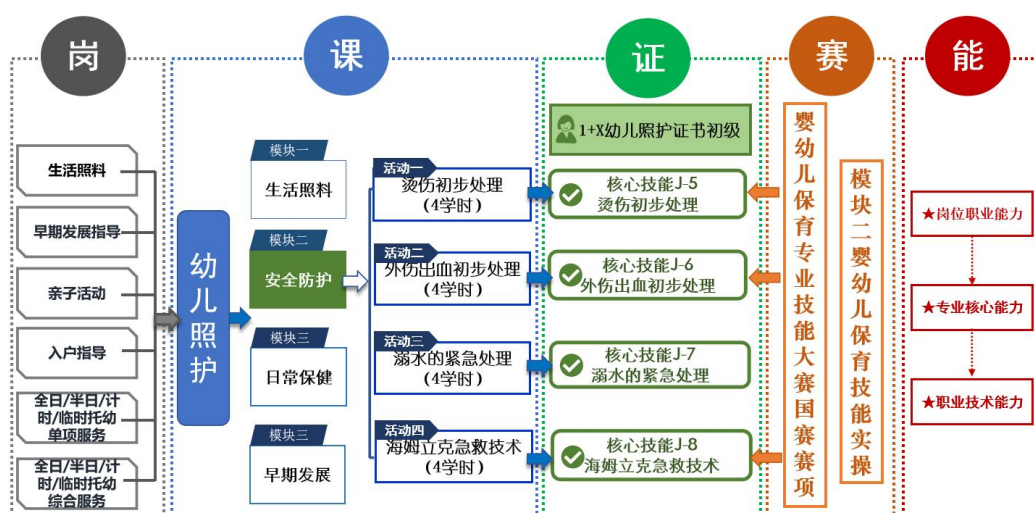 岗
课
证
赛
能
生活照料
早期发展指导
亲子活动
入户指导
全日/半日/计
时/临时托幼
单项服务
全日/半日/计
时/临时托幼
综合服务
幼儿照护
模块一
生活照料
模块二
安全防护
模块三
日常保健
模块三
早期发展
活动一
烫伤初步处理
(4学时)
活动二
外伤出血初步处理
(4学时)
活动三
溺水的紧急处理
(4学时)
活动四
海姆立克急救技术
(4学时)
1+X幼儿照护证书初级
核心技能J-5
烫伤初步处理
核心技能J-6
外伤出血初步处理
核心技能J-7
溺水的紧急处理
核心技能J-8
海姆立克急救技术
婴幼儿保育专业技能大赛国赛赛项
模块二婴幼儿保育技能实操
★岗位职业能力
★专业核心能力
★职业技术能力